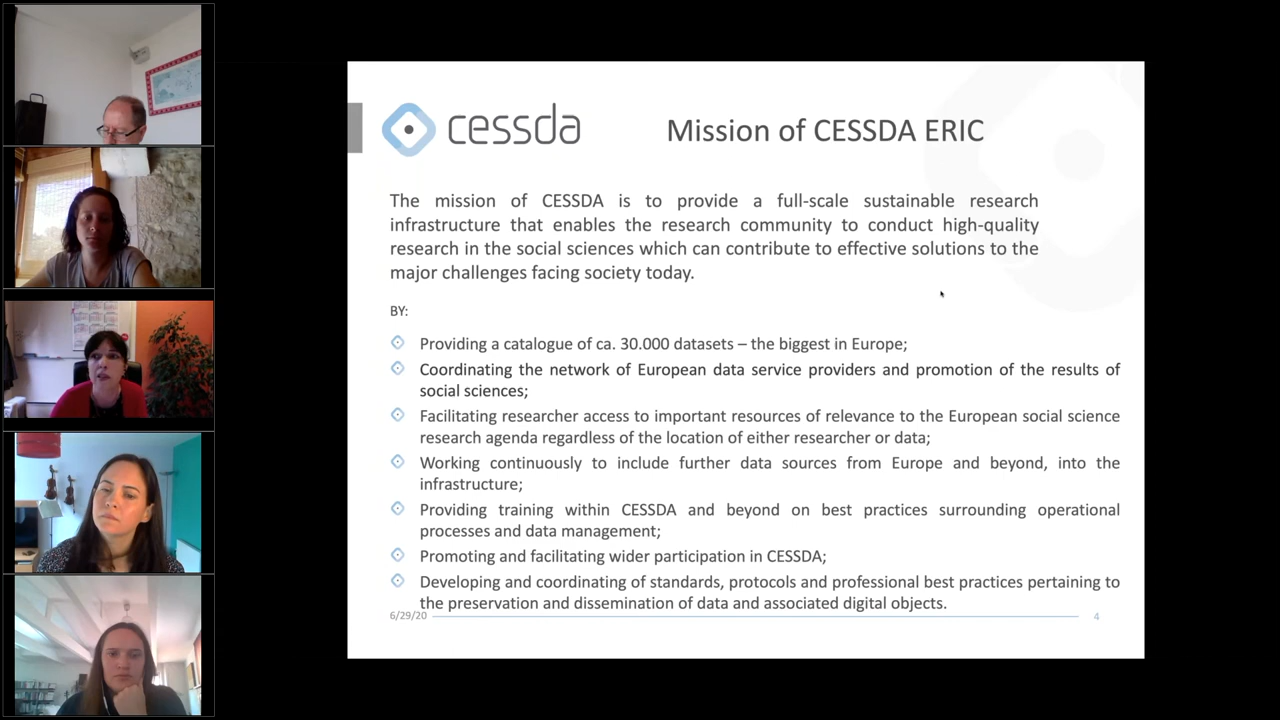 cessda
Mission of CESSDA ERIC
The mission of CESSDA is to provide a full-scale sustainable research
infrastructure that enables the research community to conduct high-quality
research in the social sciences which can contribute to effective solutions to the
major challenges facing society today.
BY:
Providing a catalogue of ca. 30.000 datasets – the biggest in Europe;
Coordinating the network of European data service providers and promotion of the results of
social sciences;
Facilitating researcher access to important resources of relevance to the European social science
research agenda regardless of the location of either researcher or data;
Working continuously to include further data sources from Europe and beyond, into the
infrastructure;
Providing training within CESSDA and beyond on best practices surrounding operational
processes and data management;
Promoting and facilitating wider participation in CESSDA;
Developing and coordinating of standards, protocols and professional best practices pertaining to
the preservation and dissemination of data and associated digital objects.
6/29/20
4